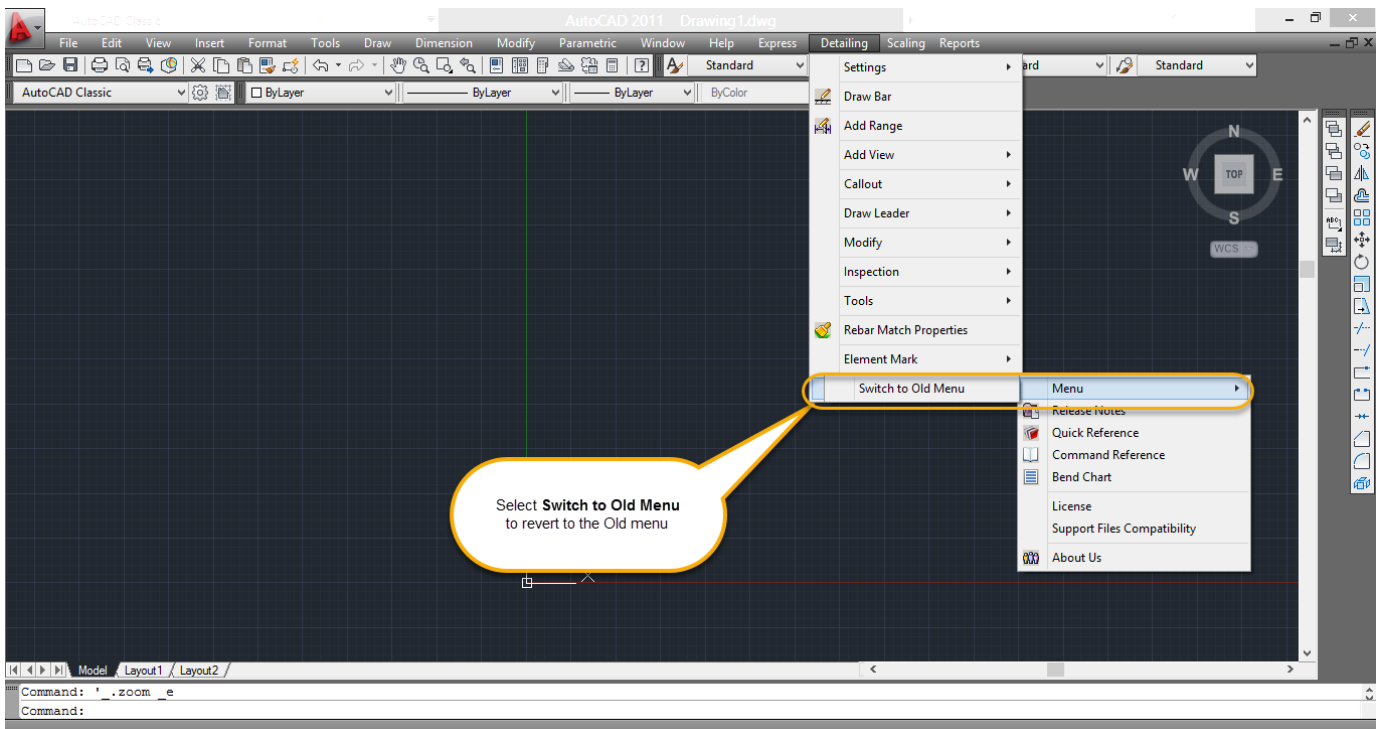 AutoCAD Classic
AutoCAD 2011 Drawing1.dwg
File Edit View Insert Format Tools Draw Dimension Modify Parametric Window Help Express Detailing Scaling Reports
Standard
Standard
AutoCAD Classic ByLayer ByLayer ByLayer ByColor
Settings
Draw Bar
Add Range
Add View
Callout
Draw Leader
Modify
Inspection
Tools
Rebar Match Properties
Element Mark
Switch to Old Menu
Menu
Release Notes
Quick Reference
Command Reference
Bend Chart
License
Support Files Compatibility
About Us
N
W TOP E
S
WCS
Select Switch to Old Menu
to revert to the Old menu
Model Layout1 Layout2
Command: '_.zoom _e
Command: